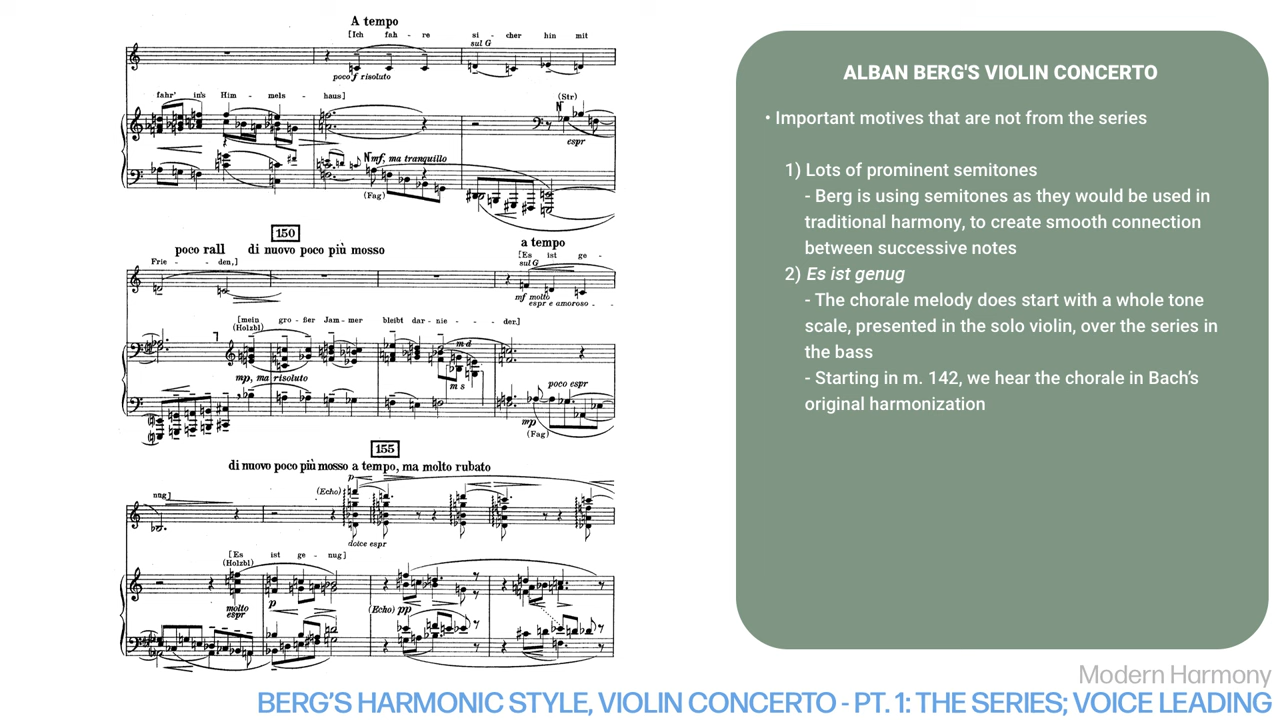 A tempo
[Ich fah - re si - cher hin mit
sul G
poco f risoluto
fahr' in's Him - mels - haus]
(Str)
N
espr
N mf, ma tranquillo
(Fag)
150
poco rall di nuovo poco più mosso a tempo
Frie - den,] [Es ist ge -
sul G
mf molto
espr e amoroso
[mein gro - ßer Jam - mer bleibt dar - nie - der.]
(Holzbl)
m d
mp, ma risoluto
m s
poco espr
mp
(Fag)
155
di nuovo poco più mosso a tempo, ma molto rubato
p
nug]
(Echo)
dolce espr
[Es ist ge - nug]
(Holzbl)
molto
espr
p
(Echo) pp
ALBAN BERG'S VIOLIN CONCERTO
• Important motives that are not from the series
1) Lots of prominent semitones
- Berg is using semitones as they would be used in
traditional harmony, to create smooth connection
between successive notes
2) Es ist genug
- The chorale melody does start with a whole tone
scale, presented in the solo violin, over the series in
the bass
- Starting in m. 142, we hear the chorale in Bach’s
original harmonization
Modern Harmony
BERG’S HARMONIC STYLE, VIOLIN CONCERTO - PT. 1: THE SERIES; VOICE LEADING